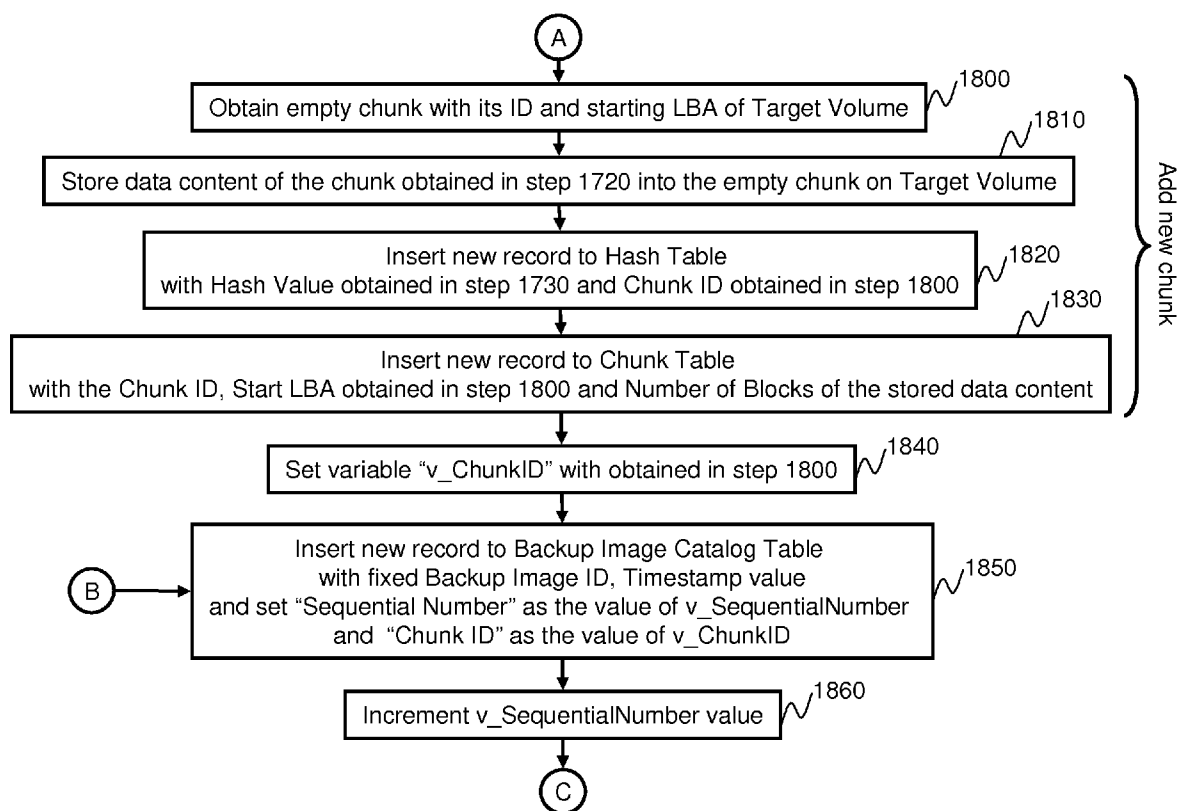 A
1800
Obtain empty chunk with its ID and starting LBA of Target Volume
1810
Store data content of the chunk obtained in step 1720 into the empty chunk on Target Volume
1820
Insert new record to Hash Table
with Hash Value obtained in step 1730 and Chunk ID obtained in step 1800
1830
Insert new record to Chunk Table
with the Chunk ID, Start LBA obtained in step 1800 and Number of Blocks of the stored data content
Add new chunk
1840
Set variable “v_ChunkID” with obtained in step 1800
1850
Insert new record to Backup Image Catalog Table
with fixed Backup Image ID, Timestamp value
and set “Sequential Number” as the value of v_SequentialNumber
and “Chunk ID” as the value of v_ChunkID
B
1860
Increment v_SequentialNumber value
C